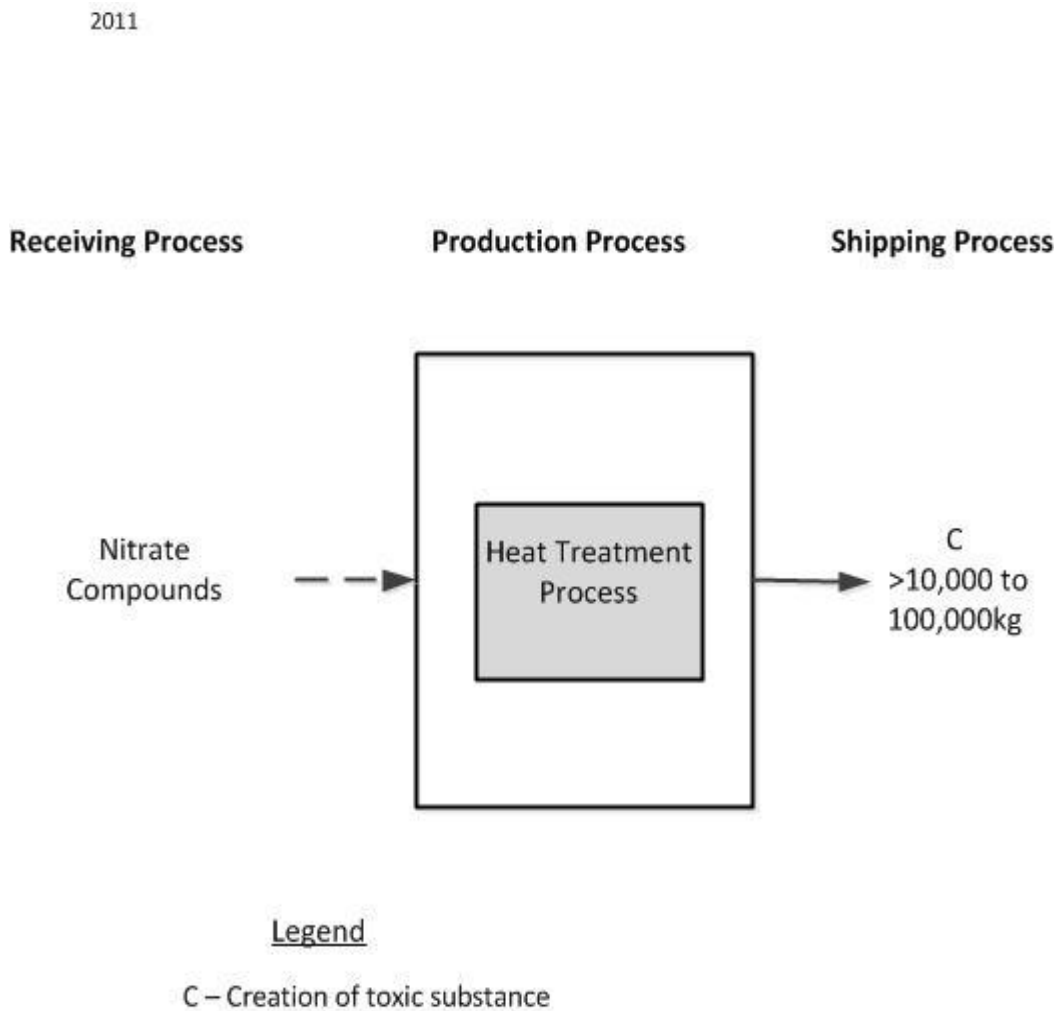 2011
Receiving Process
Production Process
Shipping Process
Nitrate
Compounds
Heat Treatment
Process
C
>10,000 to
100,000kg
Legend
C – Creation of toxic substance